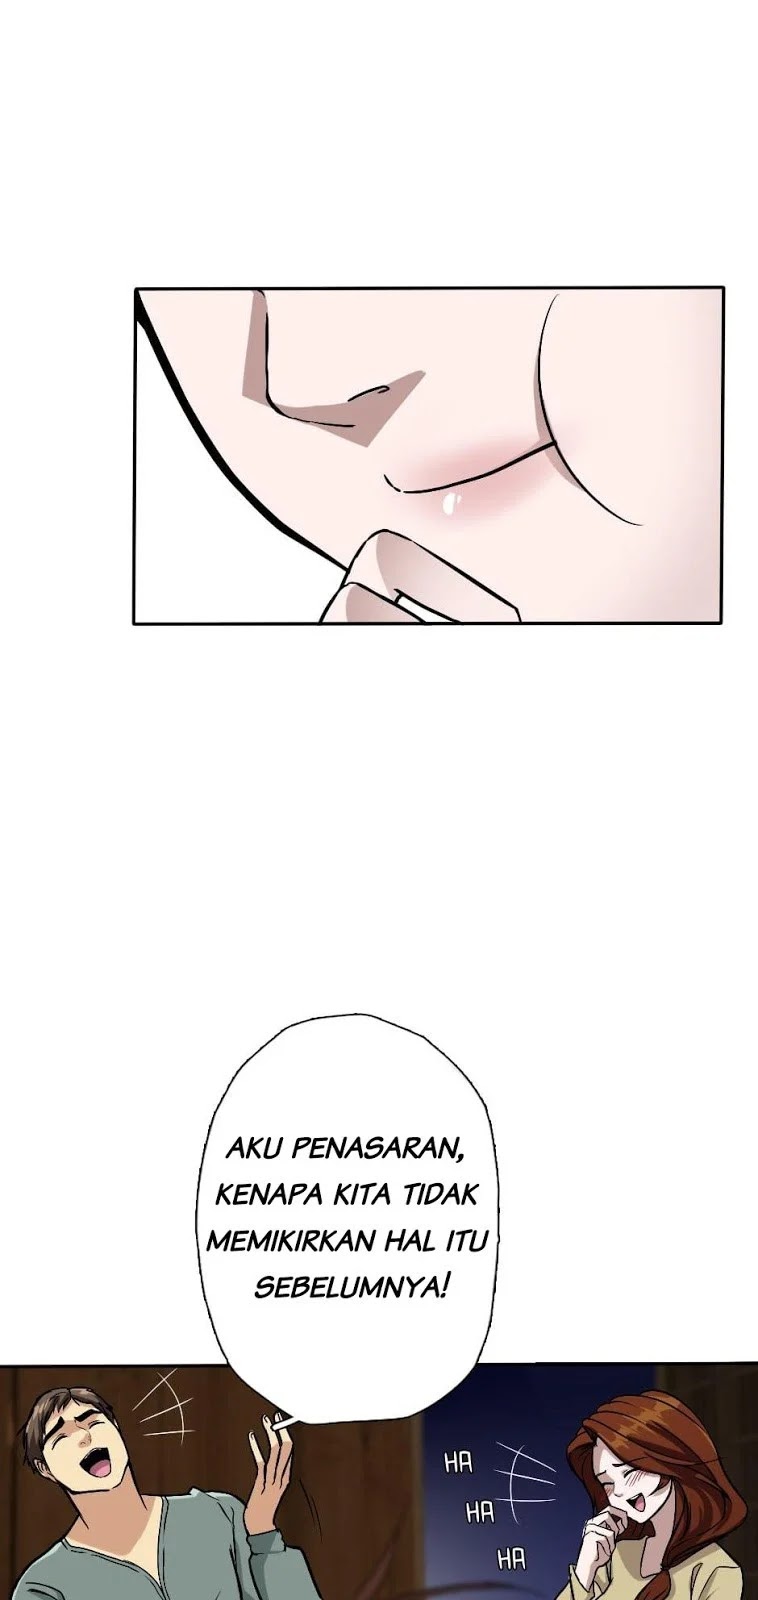 AKU PENASARAN,
KENAPA KITA TIDAK
MEMIKIRKAN HAL ITU
SEBELUMNYA!
HA
HA
HA